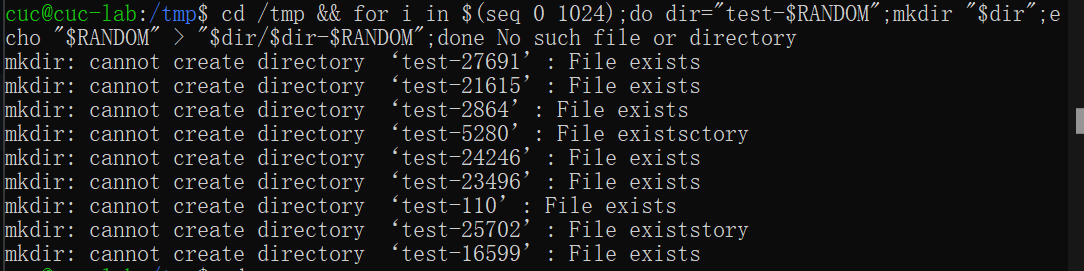 cuc@cuc-lab:/tmp$ cd /tmp && for i in $(seq 0 1024);do dir="test-$RANDOM";mkdir "$dir";e
cho "$RANDOM" > "$dir/$dir-$RANDOM";done No such file or directory
mkdir: cannot create directory ‘test-27691’: File exists
mkdir: cannot create directory ‘test-21615’: File exists
mkdir: cannot create directory ‘test-2864’: File exists
mkdir: cannot create directory ‘test-5280’: File existsctory
mkdir: cannot create directory ‘test-24246’: File exists
mkdir: cannot create directory ‘test-23496’: File exists
mkdir: cannot create directory ‘test-110’: File exists
mkdir: cannot create directory ‘test-25702’: File existstory
mkdir: cannot create directory ‘test-16599’: File exists